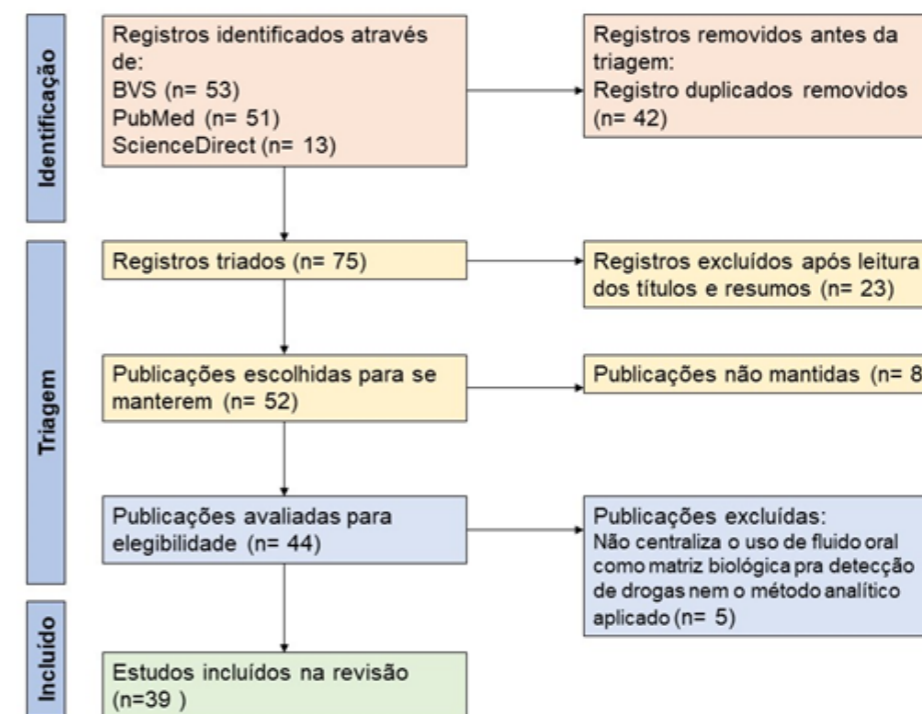 Identificação
Registros identificados através
de:
BVS (n= 53)
PubMed (n= 51)
ScienceDirect (n= 13)
Registros removidos antes da
triagem:
Registro duplicados removidos
(n= 42)
Triagem
Registros triados (n= 75)
Registros excluídos após leitura
dos títulos e resumos (n= 23)
Publicações escolhidas para se
manterem (n= 52)
Publicações não mantidas (n= 8
Publicações avaliadas para
elegibilidade (n= 44)
Publicações excluídas:
Não centraliza o uso de fluido oral
como matriz biológica pra detecção
de drogas nem o método analítico
aplicado (n= 5)
Incluído
Estudos incluídos na revisão
(n=39 )